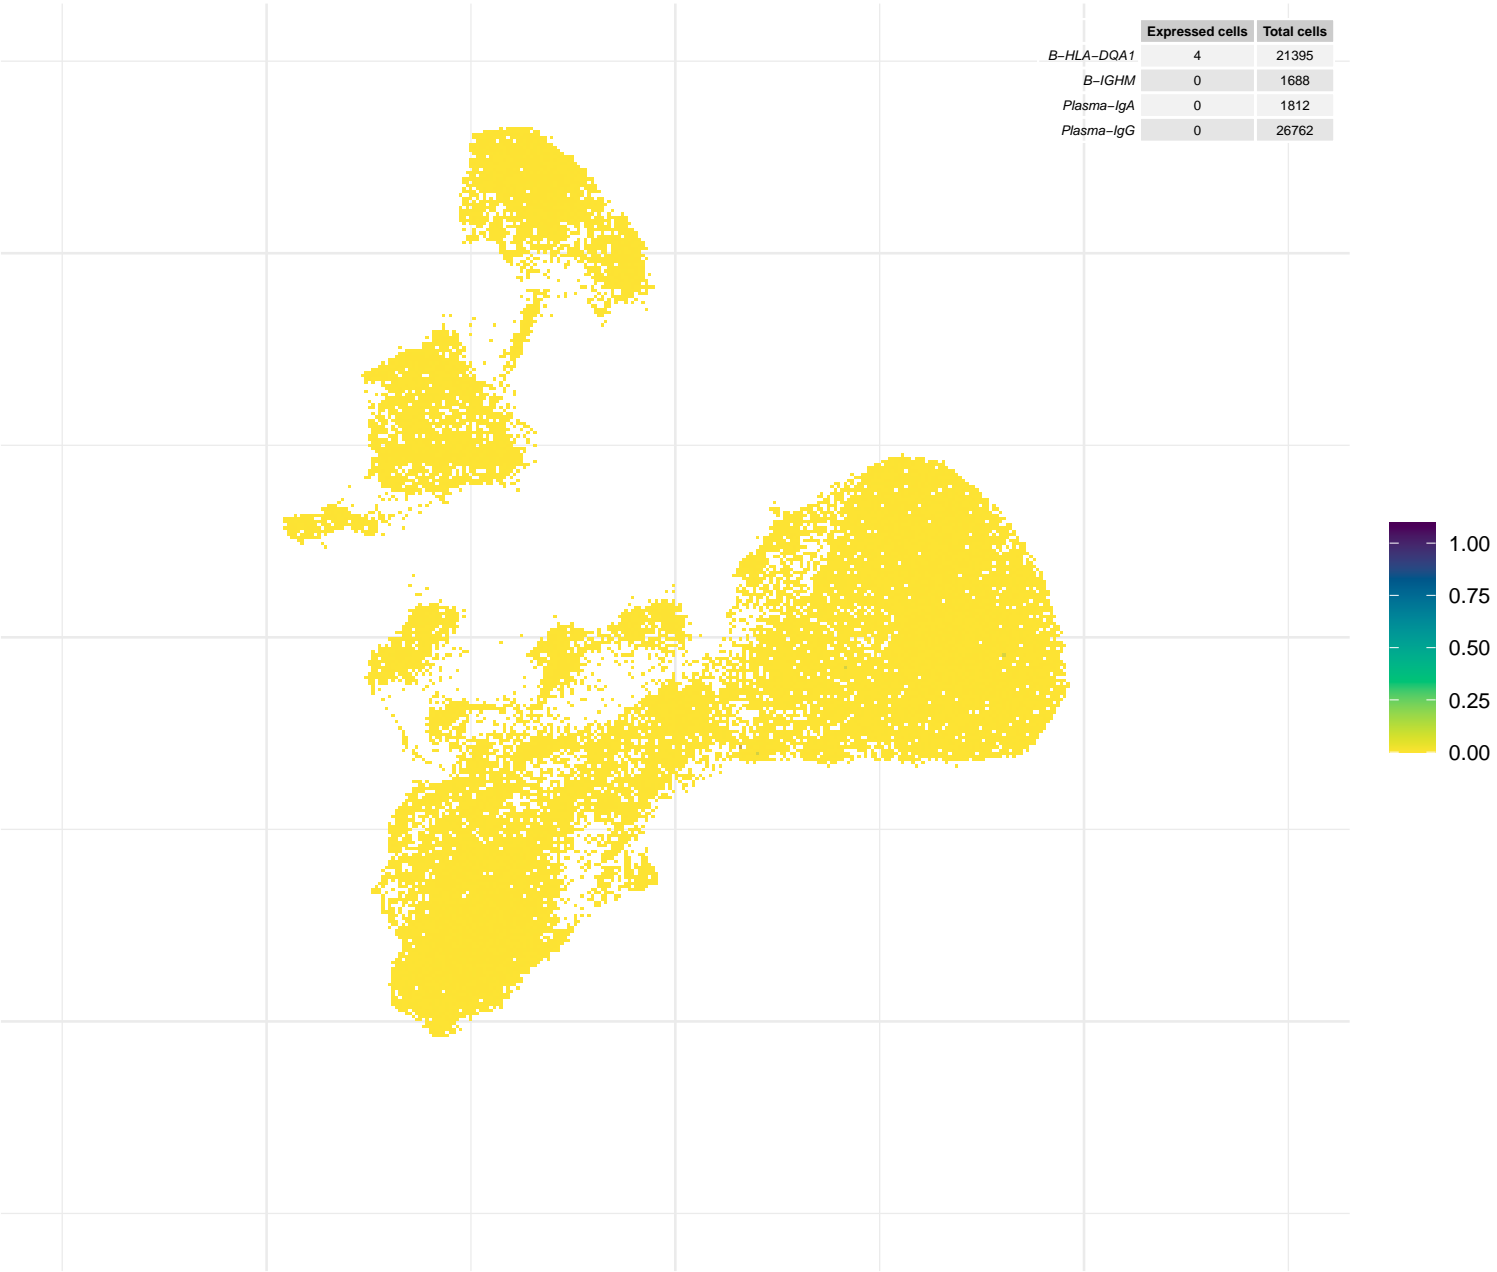 Expressed cells Total cells
B−HLA−DQA1 4 21395
B−IGHM 0 1688
Plasma−IgA 0 1812
Plasma−IgG 0 26762
1.00
0.75
0.50
0.25
0.00